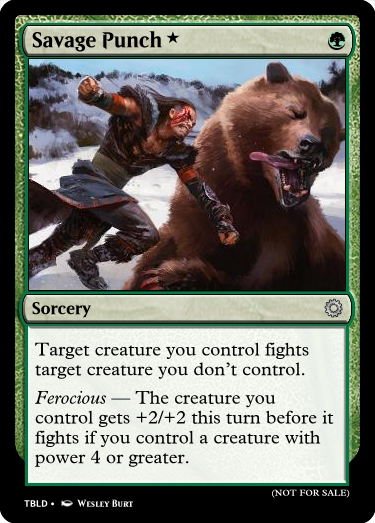 Savage Punch ★
Sorcery
Target creature you control fights
target creature you don't control.
Ferocious — The creature you
control gets +2/+2 this turn before it
fights if you control a creature with
power 4 or greater.
(NOT FOR SALE)
TBLD • Wesley Burt